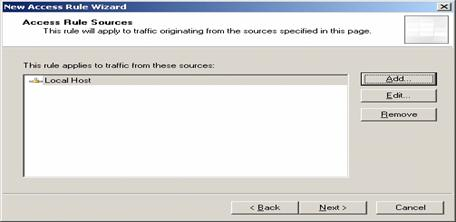 New Access Rule Wizard
Access Rule Sources
This rule will apply to traffic originating from the sources specified in this page.
This rule applies to traffic from these sources:
Local Host
Add...
Edit...
Remove
< Back
Next >
Cancel